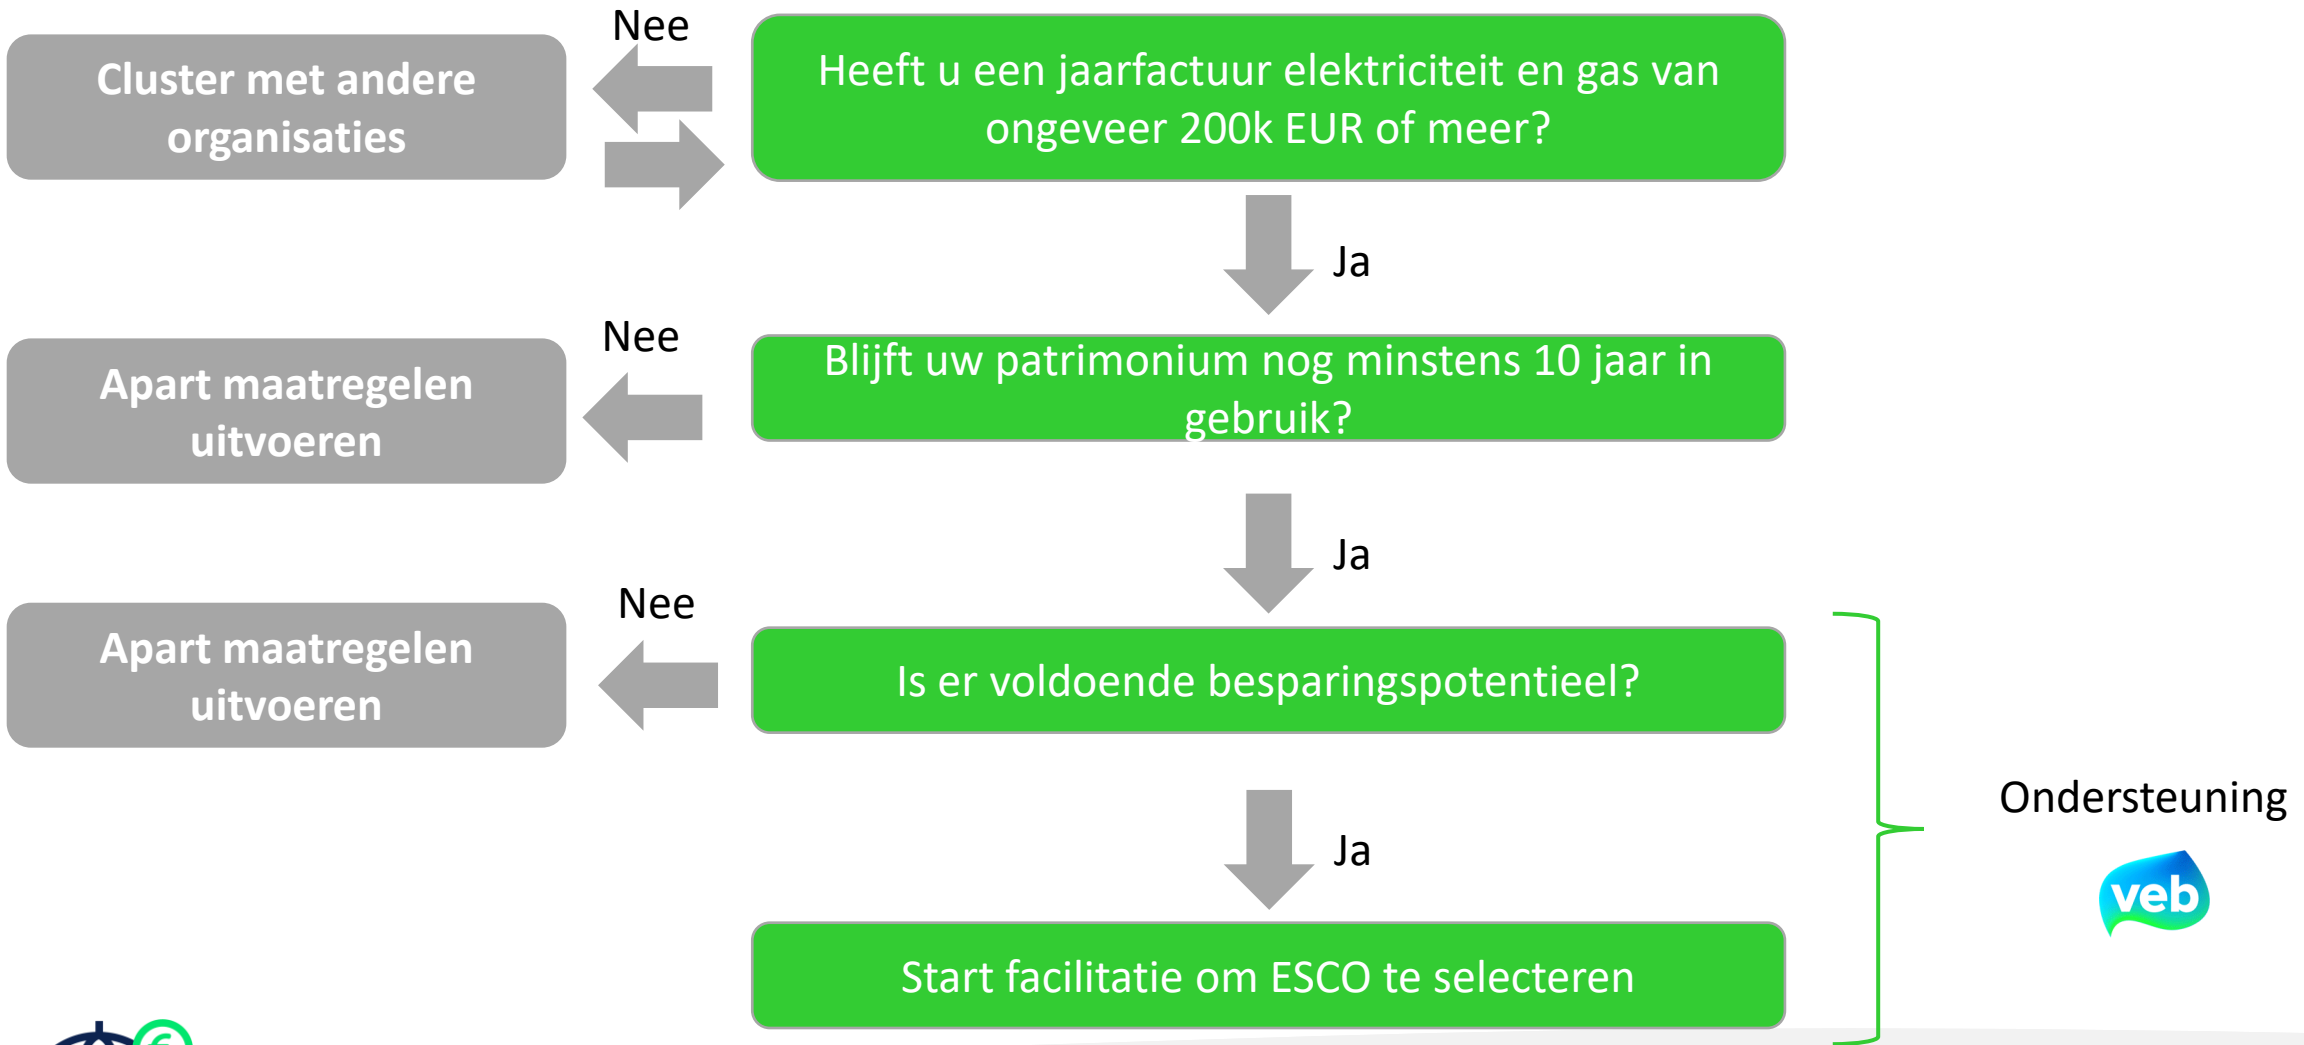 Nee
Cluster met andere
organisaties
Heeft u een jaarfactuur elektriciteit en gas van
ongeveer 200k EUR of meer?
Ja
Nee
Apart maatregelen
uitvoeren
Blijft uw patrimonium nog minstens 10 jaar in
gebruik?
Ja
Nee
Apart maatregelen
uitvoeren
Is er voldoende besparingspotentieel?
Ja
Start facilitatie om ESCO te selecteren
Ondersteuning
veb
€